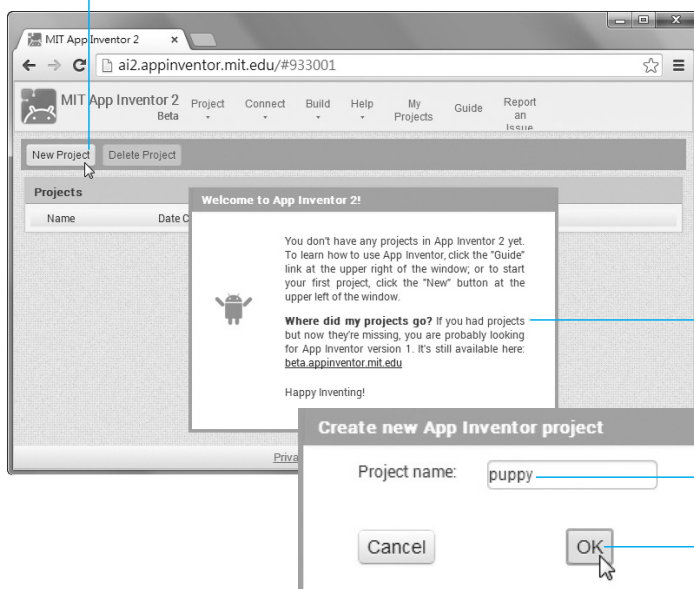 MIT App Inventor 2
ai2.appinventor.mit.edu/#933001
MIT App Inventor 2
Beta
Project
Connect
Build
Help
My
Projects
Guide
Report
an
Issue
New Project
Delete Project
Projects
Name
Date C
Welcome to App Inventor 2!
You don't have any projects in App Inventor 2 yet.
To learn how to use App Inventor, click the "Guide"
link at the upper right of the window; or to start
your first project, click the "New" button at the
upper left of the window.
Where did my projects go? If you had projects
but now they're missing, you are probably looking
for App Inventor version 1. It's still available here:
beta.appinventor.mit.edu
Happy Inventing!
Priva
Create new App Inventor project
Project name:
puppy
Cancel
OK